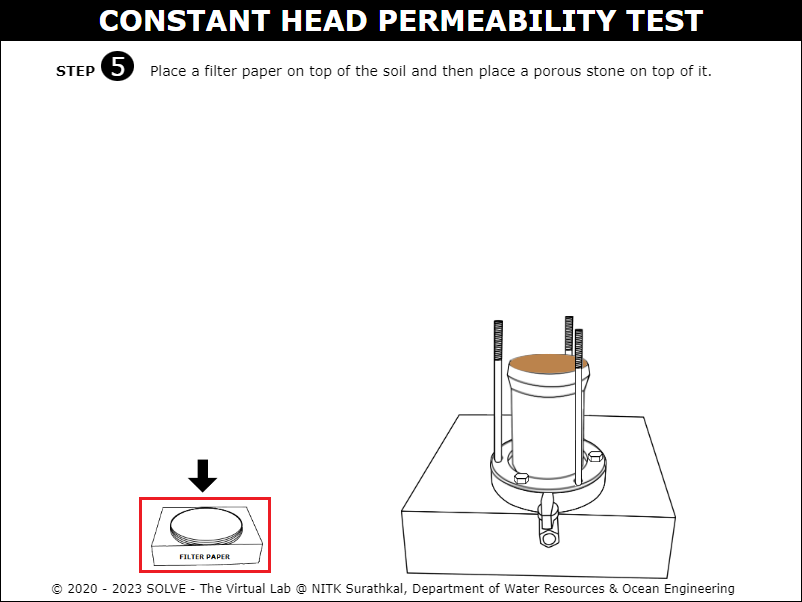 CONSTANT HEAD PERMEABILITY TEST
STEP 5 Place a filter paper on top of the soil and then place a porous stone on top of it.
FILTER PAPER
© 2020 - 2023 SOLVE - The Virtual Lab @ NITK Surathkal, Department of Water Resources & Ocean Engineering